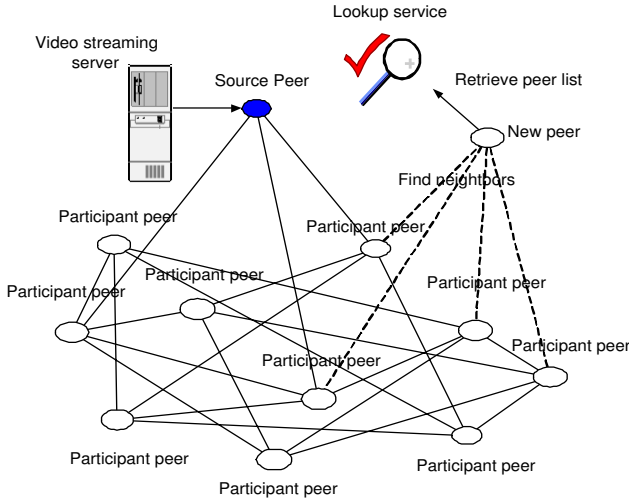 Lookup service
Video streaming
server
Source Peer
Retrieve peer list
New peer
Find neighbors
Participant peer
Participant peer
Participant peer
Participant peer
Participant peer
Participant peer
Participant peer
Participant peer
Participant peer
Participant peer